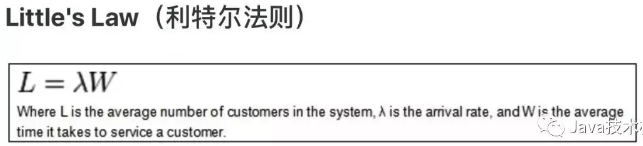 Little's Law（利特尔法则）
L = λW
Where L is the average number of customers in the system, λ is the arrival rate, and W is the average
time it takes to service a customer.
Java技术